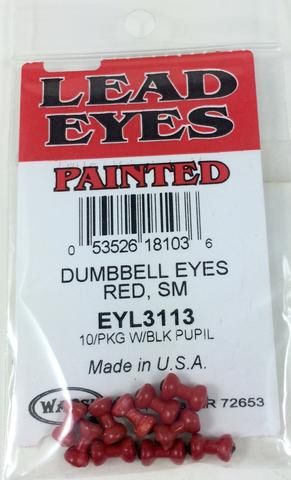 LEAD
EYES
PAINTED
0 53526 18103 6
DUMBBELL EYES
RED, SM
EYL3113
10/PKG W/BLK PUPIL
Made in U.S.A.
72653